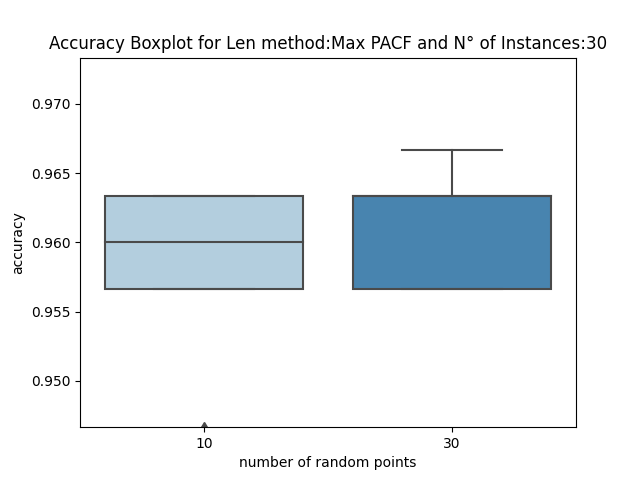 Accuracy Boxplot for Len method:Max PACF and N° of Instances:30
0.970
0.965
0.960
0.955
0.950
accuracy
10 30
number of random points